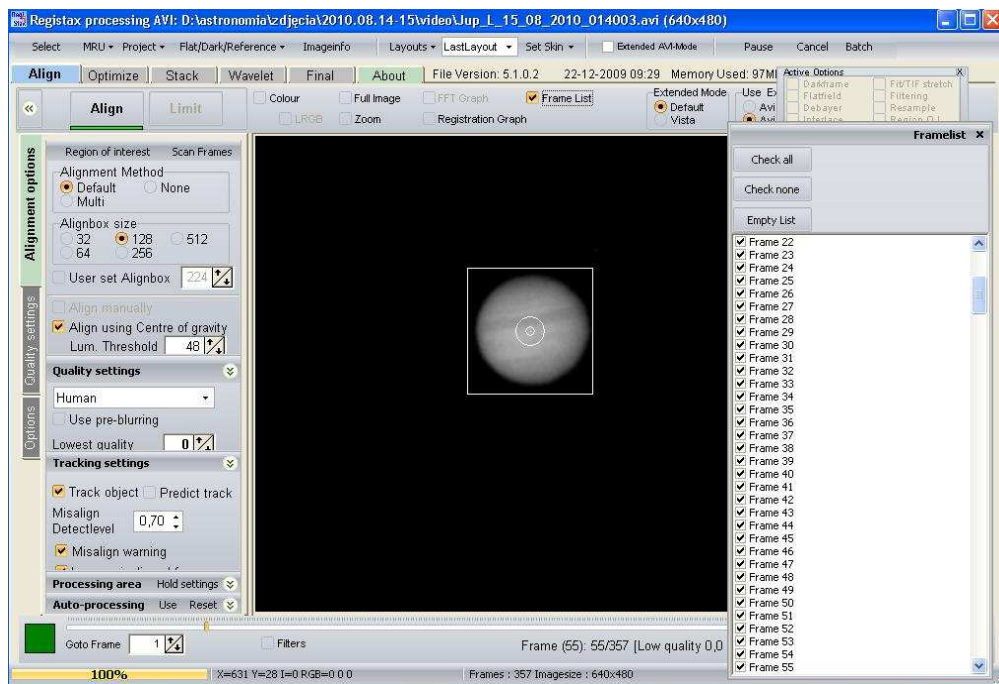 Registax processing AVI: D:\astronomia\zdjęcia\2010.08.14-15\video\Jup_L_15_08_2010_014003.avi (640x480)
Select MRU Project Flat/Dark/Reference Imageinfo Layouts LastLayout Set Skin Extended AVI-Mode Pause Cancel Batch
Align Optimize Stack Wavelet Final About File Version: 5.1.0.2 22-12-2009 09:29 Memory Used: 97M Active Options X
« Align Limit
Colour Full Image FFT Graph Frame List
LRGB Zoom Registration Graph
Extended Mode
Default
Vista
Use
Avi
Darkframe Fit/TIF stretch
Flatfield Filtering
Debayer Resample
Alignment options
Quality settings
Options
Region of interest Scan Frames
Alignment Method
Default None
Multi
Alignbox size
32 128 512
64 256
User set Alignbox 224
Align manually
Align using Centre of gravity
Lum. Threshold 48
Quality settings
Human
Use pre-blurring
Lowest quality 0
Tracking settings
Track object Predict track
Misalign
Detectlevel 0,70
Misalign warning
Processing area Hold settings
Auto-processing Use Reset
Framelist ×
Check all
Check none
Empty List
Frame 22
Frame 23
Frame 24
Frame 25
Frame 26
Frame 27
Frame 28
Frame 29
Frame 30
Frame 31
Frame 32
Frame 33
Frame 34
Frame 35
Frame 36
Frame 37
Frame 38
Frame 39
Frame 40
Frame 41
Frame 42
Frame 43
Frame 44
Frame 45
Frame 46
Frame 47
Frame 48
Frame 49
Frame 50
Frame 51
Frame 52
Frame 53
Frame 54
Frame 55
Goto Frame 1 Filters Frame (55): 55/357 [Low quality 0,0
100% X=631 Y=28 I=0 RGB=0 0 0 Frames : 357 Imagesize : 640x480